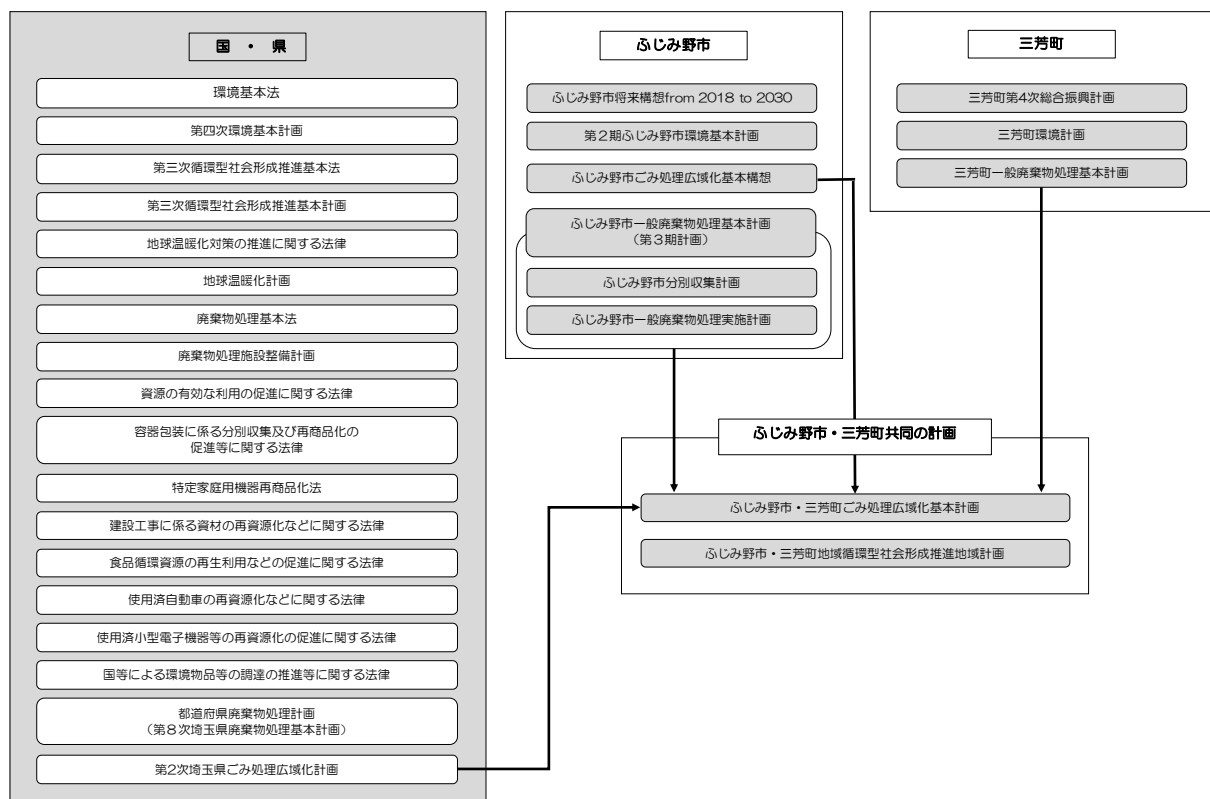 国 ・ 県
環境基本法
第四次環境基本計画
第三次循環型社会形成推進基本法
第三次循環型社会形成推進基本計画
地球温暖化対策の推進に関する法律
地球温暖化計画
廃棄物処理基本法
廃棄物処理施設整備計画
資源の有効な利用の促進に関する法律
容器包装に係る分別収集及び再商品化の
促進等に関する法律
特定家庭用機器再商品化法
建設工事に係る資材の再資源化などに関する法律
食品循環資源の再生利用などの促進に関する法律
使用済自動車の再資源化などに関する法律
使用済小型電子機器等の再資源化の促進に関する法律
国等による環境物品等の調達の推進等に関する法律
都道府県廃棄物処理計画
(第8次埼玉県廃棄物処理基本計画)
第2次埼玉県ごみ処理広域化計画
ふじみ野市
ふじみ野市将来構想from 2018 to 2030
第2期ふじみ野市環境基本計画
ふじみ野市ごみ処理広域化基本構想
ふじみ野市一般廃棄物処理基本計画
(第3期計画)
ふじみ野市分別収集計画
ふじみ野市一般廃棄物処理実施計画
三芳町
三芳町第4次総合振興計画
三芳町環境計画
三芳町一般廃棄物処理基本計画
ふじみ野市・三芳町共同の計画
ふじみ野市・三芳町ごみ処理広域化基本計画
ふじみ野市・三芳町地域循環型社会形成推進地域計画